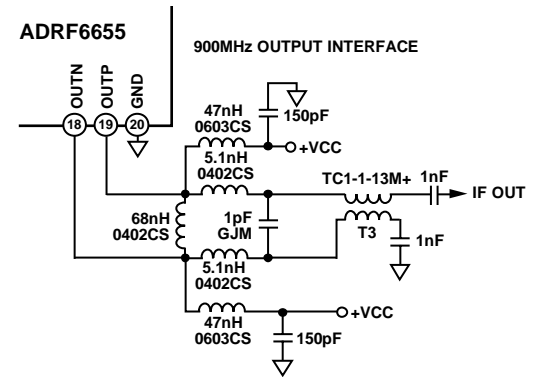 ADRF6655
900MHz OUTPUT INTERFACE
OUTN
OUTP
GND
18
19
20
47nH
0603CS
150pF
+VCC
5.1nH
0402CS
TC1-1-13M+
1nF
IF OUT
68nH
0402CS
1pF
GJM
T3
1nF
5.1nH
0402CS
47nH
0603CS
+VCC
150pF